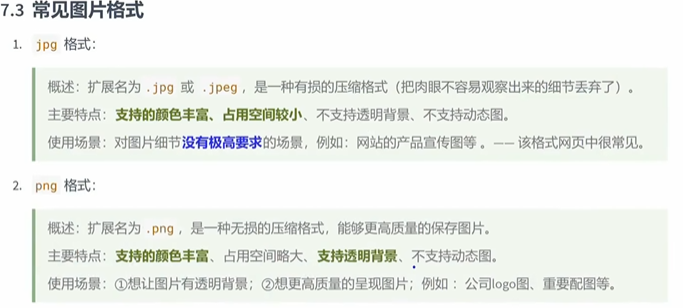 7.3 常见图片格式
1. jpg 格式：
概述：扩展名为 .jpg 或 .jpeg，是一种有损的压缩格式（把肉眼不容易观察出来的细节丢弃了）。
主要特点：支持的颜色丰富、占用空间较小、不支持透明背景、不支持动态图。
使用场景：对图片细节没有极高要求的场景，例如：网站的产品宣传图等 。—— 该格式网页中很常见。
2. png 格式：
概述：扩展名为 .png，是一种无损的压缩格式，能够更高质量的保存图片。
主要特点：支持的颜色丰富、占用空间略大、支持透明背景、不支持动态图。
使用场景：①想让图片有透明背景；②想更高质量的呈现图片；例如 ：公司logo图、重要配图等。